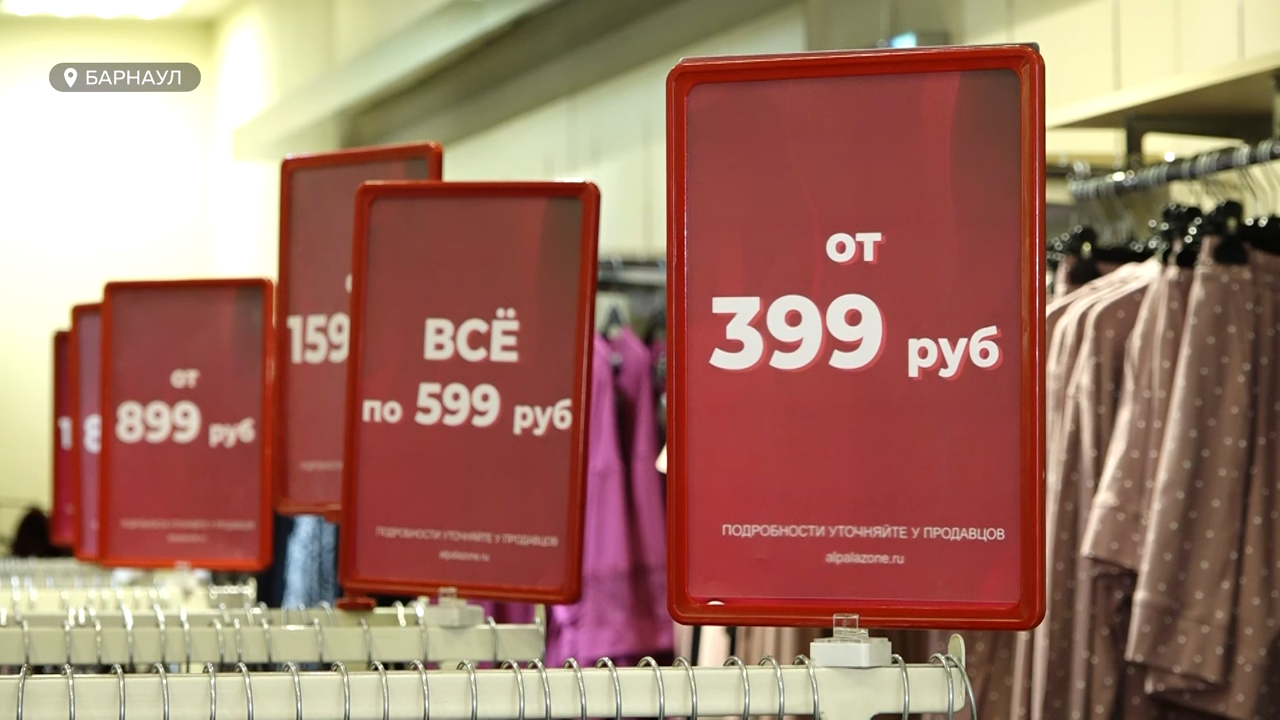 БАРНАУЛ
от
899 руб
159
ВСЁ
по 599 руб
ПОДРОБНОСТИ УТОЧНЯЙТЕ У ПРОДАВЦОВ
alpalazone.ru
от
399 руб
ПОДРОБНОСТИ УТОЧНЯЙТЕ У ПРОДАВЦОВ
alpalazone.ru